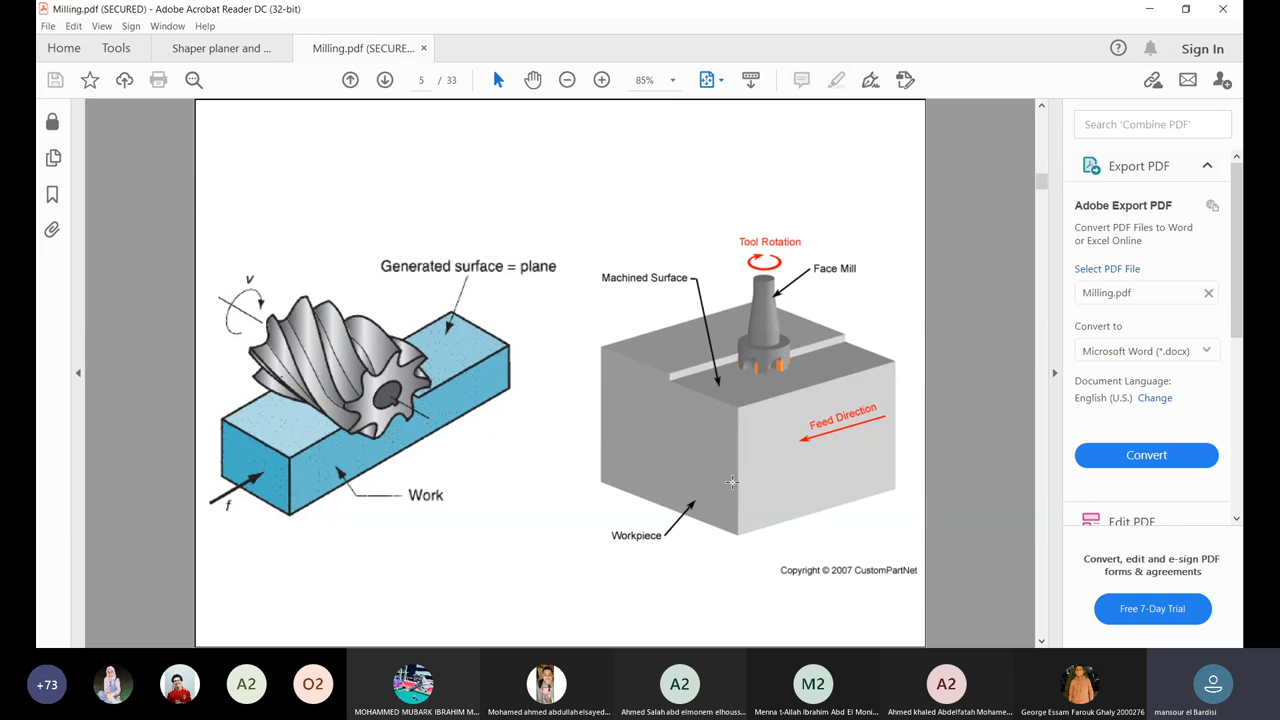 Milling.pdf (SECURED) - Adobe Acrobat Reader DC (32-bit)
File Edit View Sign Window Help
Home Tools Shaper planer and ... Milling.pdf (SECURE... × Sign In
5 / 33 85%
Search 'Combine PDF'
Export PDF
Adobe Export PDF
Convert PDF Files to Word
or Excel Online
Select PDF File
Milling.pdf
Convert to
Microsoft Word (*.docx)
Document Language:
English (U.S.) Change
Convert
Edit PDF
Convert, edit and e-sign PDF
forms & agreements
Free 7-Day Trial
v
Generated surface = plane
f
Work
Tool Rotation
Machined Surface
Face Mill
Feed Direction
Workpiece
Copyright © 2007 CustomPartNet
+73 A2 O2 A2 M2 A2
MOHAMMED MUBARK IBRAHIM M...
Mohamed ahmed abdullah elsayed...
Ahmed Salah abd elmonem elhouss...
Menna t-Allah Ibrahim Abd El Moni...
Ahmed khaled Abdelfatah Mohame...
George Essam Farouk Ghaly 2000276
mansour el Bardisi